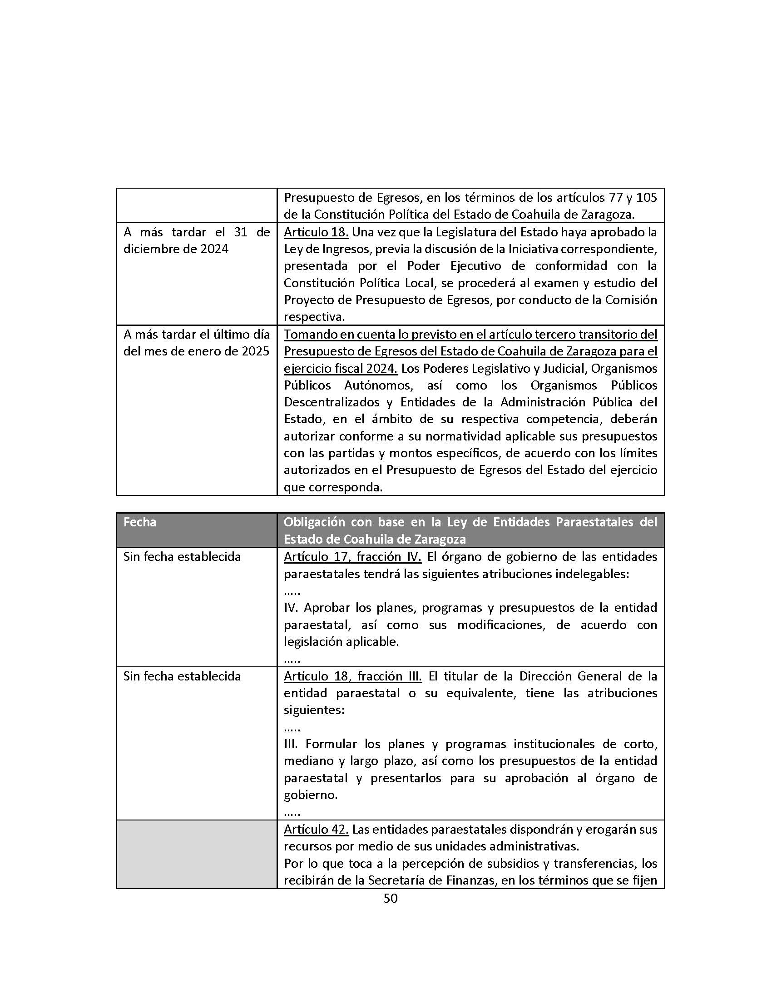 Presupuesto de Egresos, en los términos de los artículos 77 y 105
de la Constitución Política del Estado de Coahuila de Zaragoza.
A más tardar el 31 de
diciembre de 2024
Artículo 18. Una vez que la Legislatura del Estado haya aprobado la
Ley de Ingresos, previa la discusión de la Iniciativa correspondiente,
presentada por el Poder Ejecutivo de conformidad con la
Constitución Política Local, se procederá al examen y estudio del
Proyecto de Presupuesto de Egresos, por conducto de la Comisión
respectiva.
A más tardar el último día
del mes de enero de 2025
Tomando en cuenta lo previsto en el artículo tercero transitorio del
Presupuesto de Egresos del Estado de Coahuila de Zaragoza para el
ejercicio fiscal 2024. Los Poderes Legislativo y Judicial, Organismos
Públicos Autónomos, así como los Organismos Públicos
Descentralizados y Entidades de la Administración Pública del
Estado, en el ámbito de su respectiva competencia, deberán
autorizar conforme a su normatividad aplicable sus presupuestos
con las partidas y montos específicos, de acuerdo con los límites
autorizados en el Presupuesto de Egresos del Estado del ejercicio
que corresponda.
Fecha
Obligación con base en la Ley de Entidades Paraestatales del
Estado de Coahuila de Zaragoza
Sin fecha establecida
Artículo 17, fracción IV. El órgano de gobierno de las entidades
paraestatales tendrá las siguientes atribuciones indelegables:
.....
IV. Aprobar los planes, programas y presupuestos de la entidad
paraestatal, así como sus modificaciones, de acuerdo con
legislación aplicable.
.....
Sin fecha establecida
Artículo 18, fracción III. El titular de la Dirección General de la
entidad paraestatal o su equivalente, tiene las atribuciones
siguientes:
.....
III. Formular los planes y programas institucionales de corto,
mediano y largo plazo, así como los presupuestos de la entidad
paraestatal y presentarlos para su aprobación al órgano de
gobierno.
.....
Artículo 42. Las entidades paraestatales dispondrán y erogarán sus
recursos por medio de sus unidades administrativas.
Por lo que toca a la percepción de subsidios y transferencias, los
recibirán de la Secretaría de Finanzas, en los términos que se fijen
50